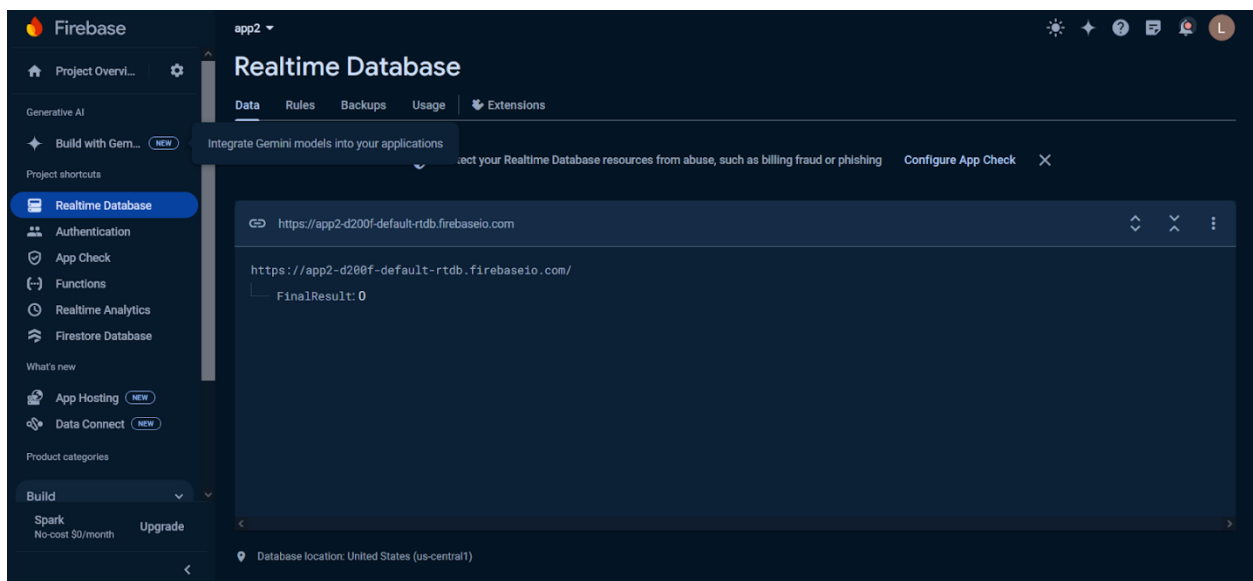 Firebase
app2
Project Overvi...
Realtime Database
Data Rules Backups Usage Extensions
Generative AI
Build with Gem... NEW
Integrate Gemini models into your applications
your Realtime Database resources from abuse, such as billing fraud or phishing Configure App Check
Project shortcuts
Realtime Database
Authentication
App Check
Functions
Realtime Analytics
Firestore Database
What's new
App Hosting NEW
Data Connect NEW
Product categories
Build
Spark
No-cost $0/month
Upgrade
https://app2-d200f-default-rtdb.firebaseio.com
https://app2-d200f-default-rtdb.firebaseio.com/
FinalResult: 0
Database location: United States (us-central1)
L